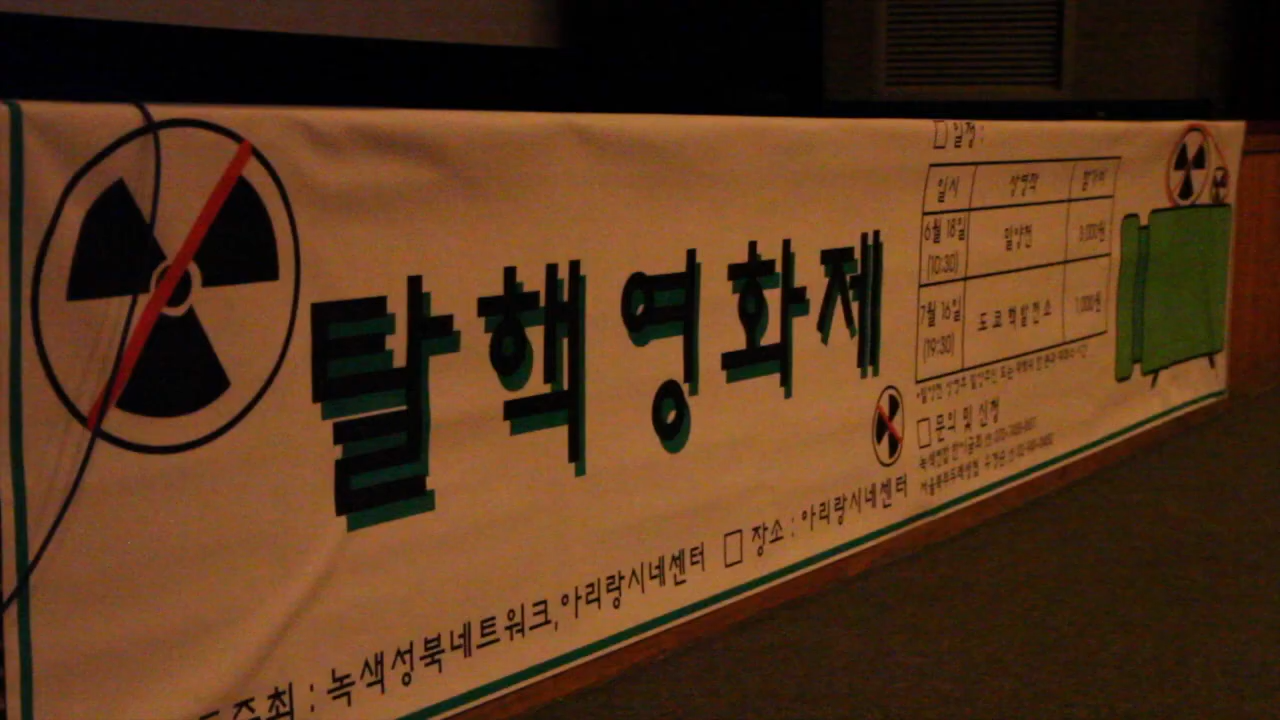 탈핵영화제
주최 : 녹색성북네트워크, 아리랑시네센터 □ 장소 : 아리랑시네센터
□ 일정 :
일시 상영작 참가비
6월 18일 (10:30) 밀양전 3,000원
7월 16일 (19:30) 도쿄핵발전소 1,000원
□ 문의 및 신청